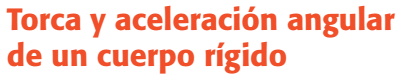 Torca y aceleración angular
de un cuerpo rígido